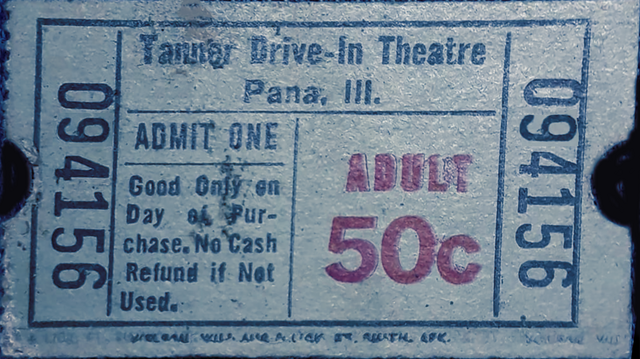 Tanner Drive-In Theatre
Pana, Ill.
094156
ADMIT ONE
Good Only on
Day of Pur-
chase. No Cash
Refund if Not
Used.
ADULT
50c
094156